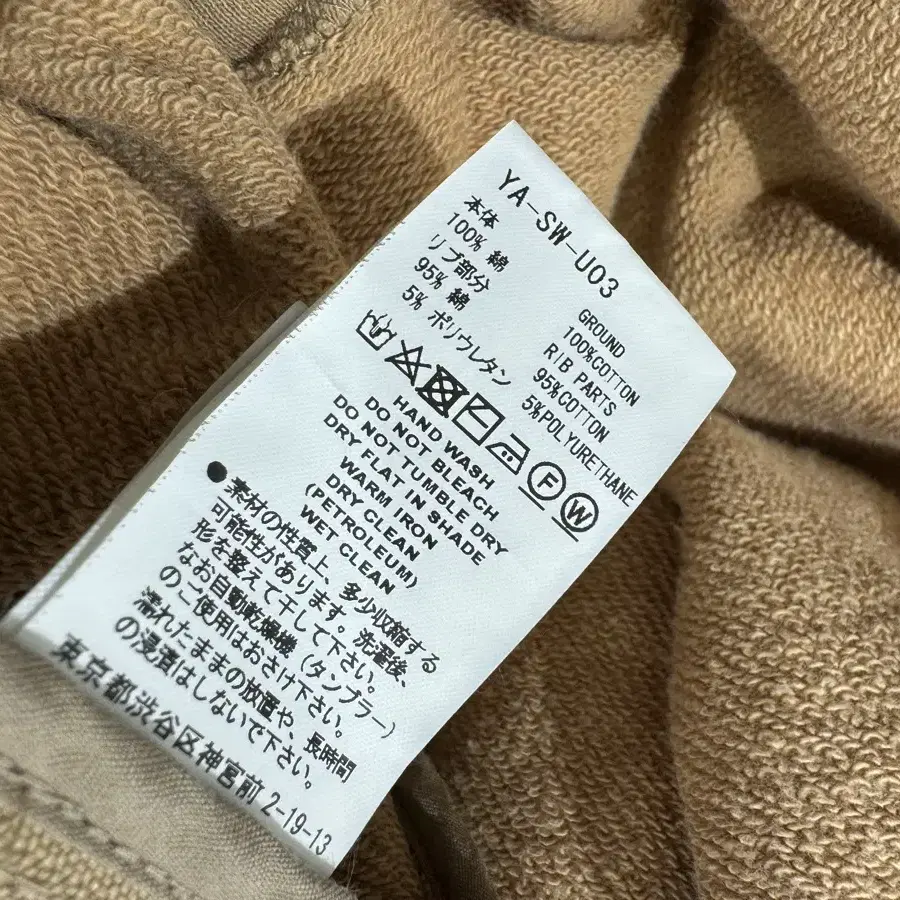 YA-SW-U03
本体
100% 綿
リブ部分
95% 綿
5% ポリウレタン
GROUND
100%COTTON
RIB PARTS
95%COTTON
5%POLYURETHANE
F W
HAND WASH
DO NOT BLEACH
DO NOT TUMBLE DRY
DRY FLAT IN SHADE
WARM IRON
DRY CLEAN
(PETROLEUM)
WET CLEAN
●素材の性質上、多少収縮する
可能性があります。洗濯後、
形を整えて干して下さい。
なお自動乾燥機(タンブラー)
のご使用はおさけ下さい。
濡れたままの放置や、長時間
の浸漬はしないで下さい。
東京都渋谷区神宮前 2-19-13